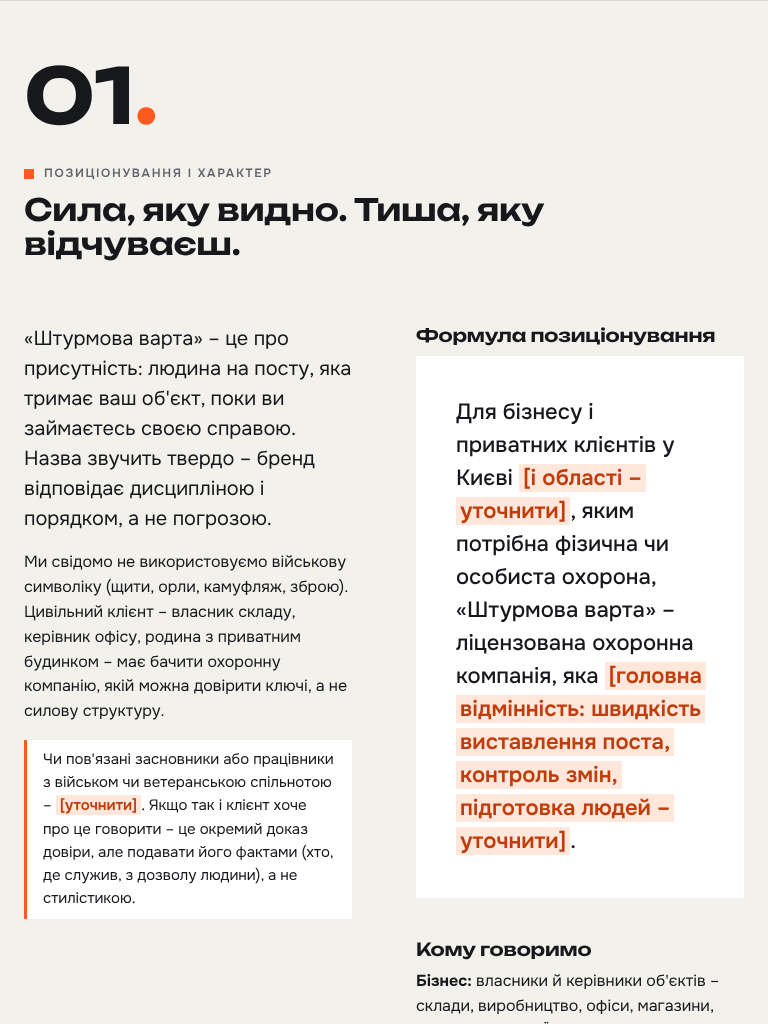 01.
ПОЗИЦІОНУВАННЯ І ХАРАКТЕР
Сила, яку видно. Тиша, яку
відчуваєш.
«Штурмова варта» – це про
присутність: людина на посту, яка
тримає ваш об'єкт, поки ви
займаєтесь своєю справою.
Назва звучить твердо – бренд
відповідає дисципліною і
порядком, а не погрозою.
Ми свідомо не використовуємо військову
символіку (щити, орли, камуфляж, зброю).
Цивільний клієнт – власник складу,
керівник офісу, родина з приватним
будинком – має бачити охоронну
компанію, якій можна довірити ключі, а не
силову структуру.
Чи пов'язані засновники або працівники
з військом чи ветеранською спільнотою
– [уточнити]. Якщо так і клієнт хоче
про це говорити – це окремий доказ
довіри, але подавати його фактами (хто,
де служив, з дозволу людини), а не
стилістикою.
Формула позиціонування
Для бізнесу і
приватних клієнтів у
Києві [і області –
уточнити], яким
потрібна фізична чи
особиста охорона,
«Штурмова варта» –
ліцензована охоронна
компанія, яка [головна
відмінність: швидкість
виставлення поста,
контроль змін,
підготовка людей –
уточнити].
Кому говоримо
Бізнес: власники й керівники об'єктів –
склади, виробництво, офіси, магазини,